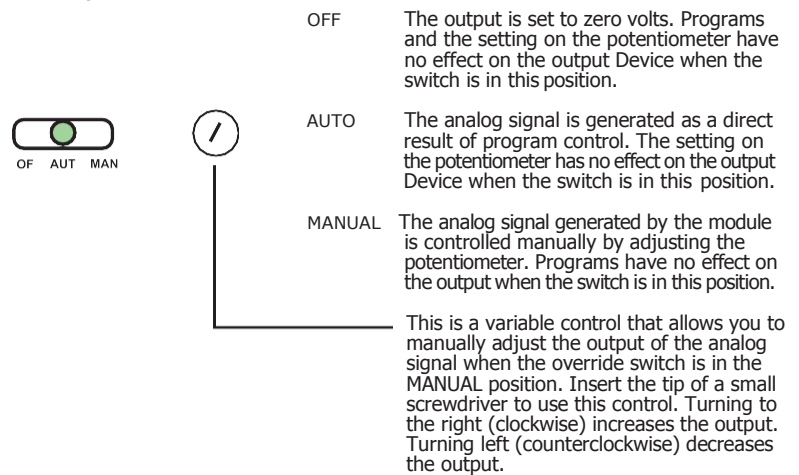 OFF The output is set to zero volts. Programs
and the setting on the potentiometer have
no effect on the output Device when the
switch is in this position.
AUTO The analog signal is generated as a direct
result of program control. The setting on
the potentiometer has no effect on the output
Device when the switch is in this position.
OF AUT MAN
MANUAL The analog signal generated by the module
is controlled manually by adjusting the
potentiometer. Programs have no effect on
the output when the switch is in this position.
This is a variable control that allows you to
manually adjust the output of the analog
signal when the override switch is in the
MANUAL position. Insert the tip of a small
screwdriver to use this control. Turning to
the right (clockwise) increases the output.
Turning left (counterclockwise) decreases
the output.